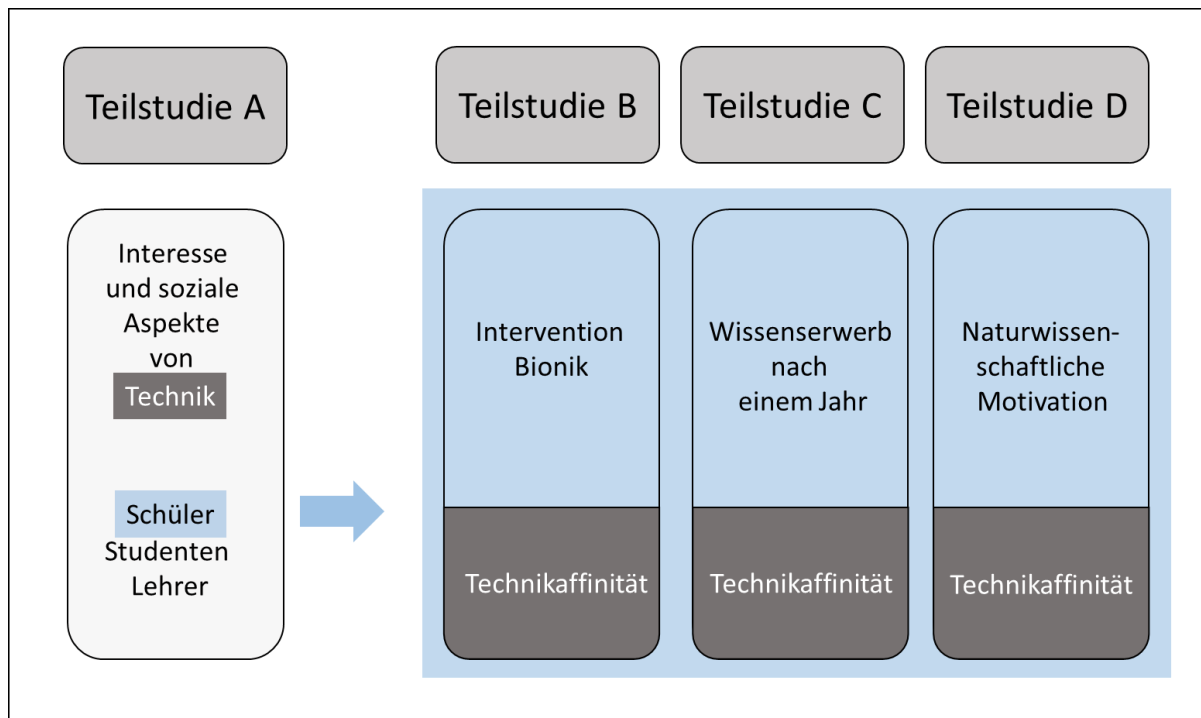 Teilstudie A
Teilstudie B
Teilstudie C
Teilstudie D
Interesse
und soziale
Aspekte
von
Technik
Schüler
Studenten
Lehrer
Intervention
Bionik
Technikaffinität
Wissenserwerb
nach
einem Jahr
Technikaffinität
Naturwissen-
schaftliche
Motivation
Technikaffinität